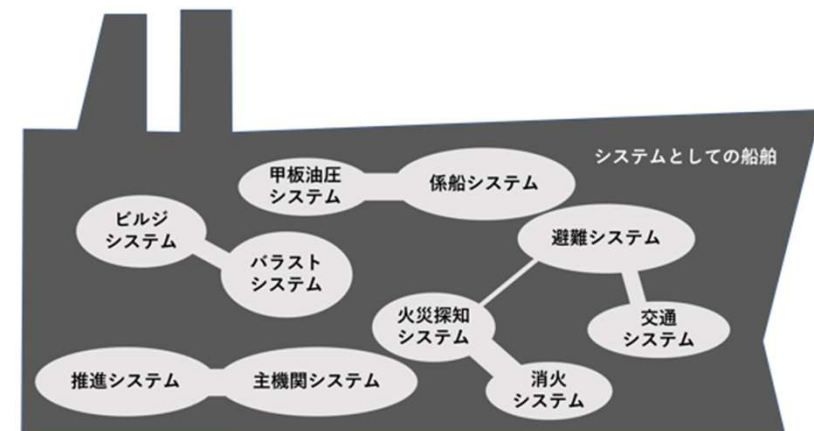 システムとしての船舶
甲板油圧
システム
係船システム
ビルジ
システム
避難システム
バラスト
システム
火災探知
システム
交通
システム
推進システム
主機関システム
消火
システム